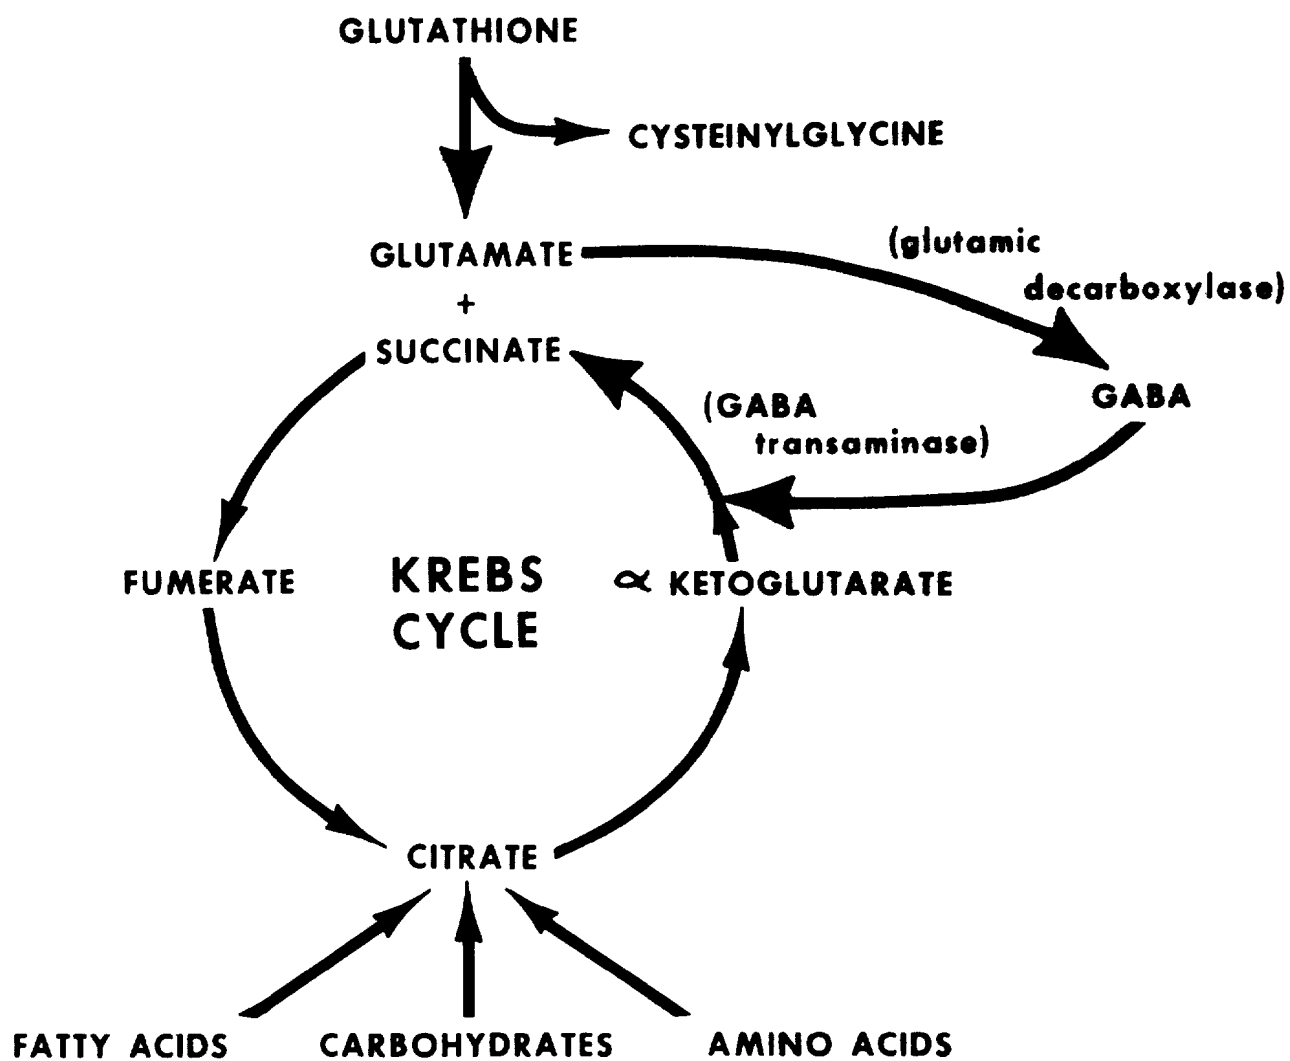 GLUTATHIONE
CYSTEINYLGLYCINE
GLUTAMATE
(glutamic
decarboxylase)
+
SUCCINATE
GABA
(GABA
transaminase)
FUMERATE
KREBS
CYCLE
∝ KETOGLUTARATE
CITRATE
FATTY ACIDS
CARBOHYDRATES
AMINO ACIDS